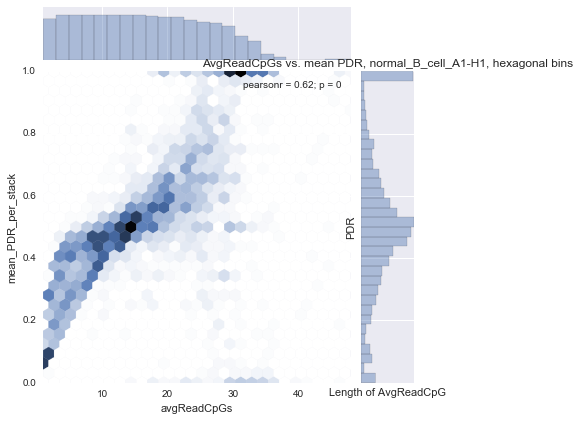 AvgReadCpGs vs. mean PDR, normal_B_cell_A1-H1, hexagonal bins
pearsonr = 0.62; p = 0
1.0
0.8
0.6
0.4
0.2
0.0
mean_PDR_per_stack
PDR
10
20
30
40
avgReadCpGs
Length of AvgReadCpG